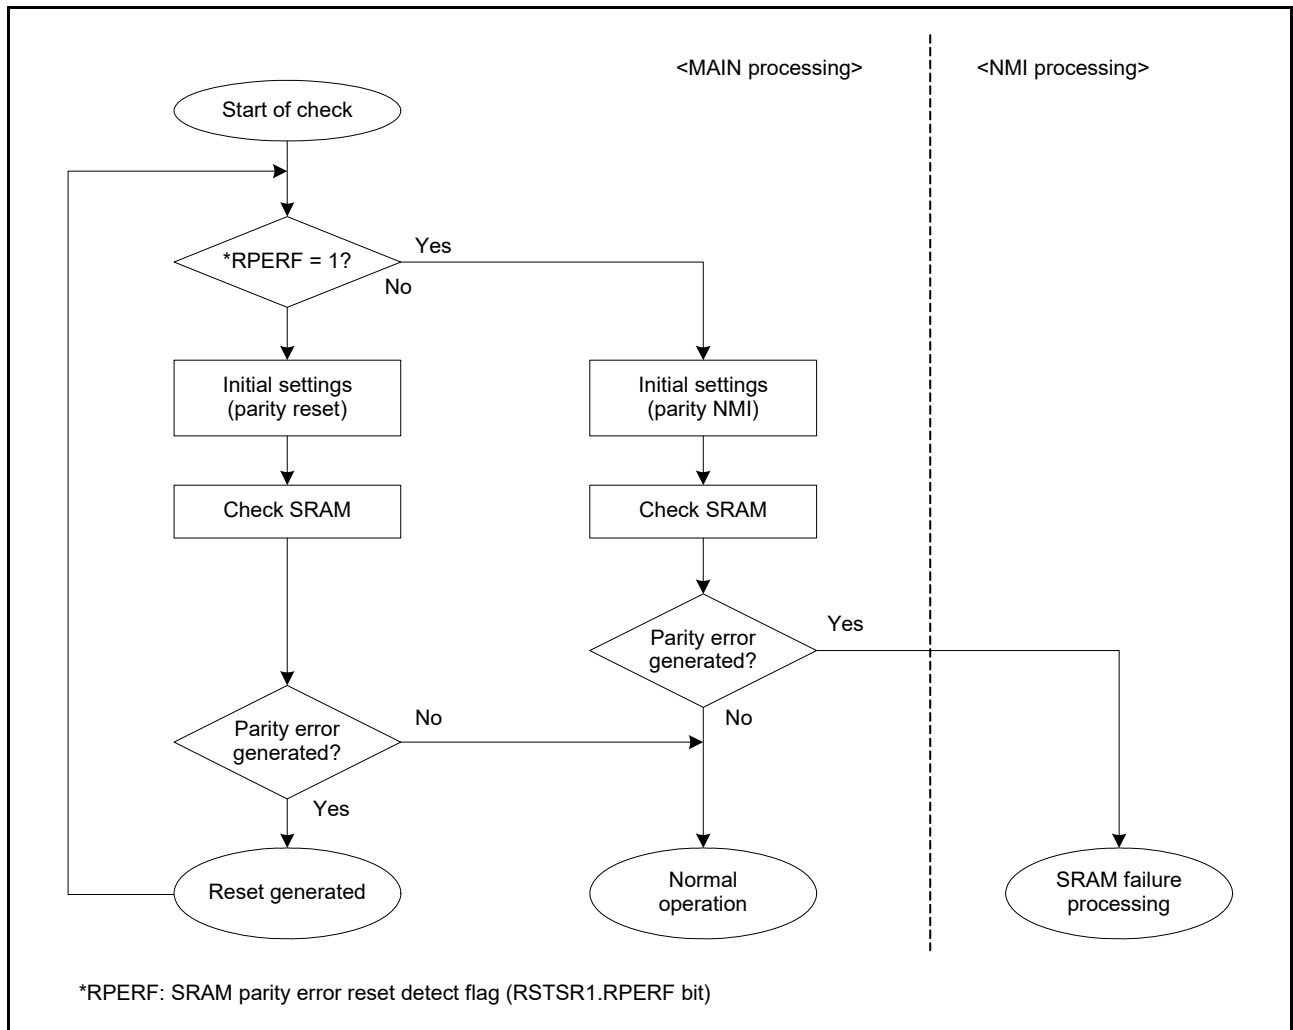 <MAIN processing>
<NMI processing>
Start of check
*RPERF = 1?
Yes
No
Initial settings
(parity reset)
Initial settings
(parity NMI)
Check SRAM
Check SRAM
Parity error
generated?
Yes
No
Parity error
generated?
No
Yes
Reset generated
Normal
operation
SRAM failure
processing
*RPERF: SRAM parity error reset detect flag (RSTSR1.RPERF bit)